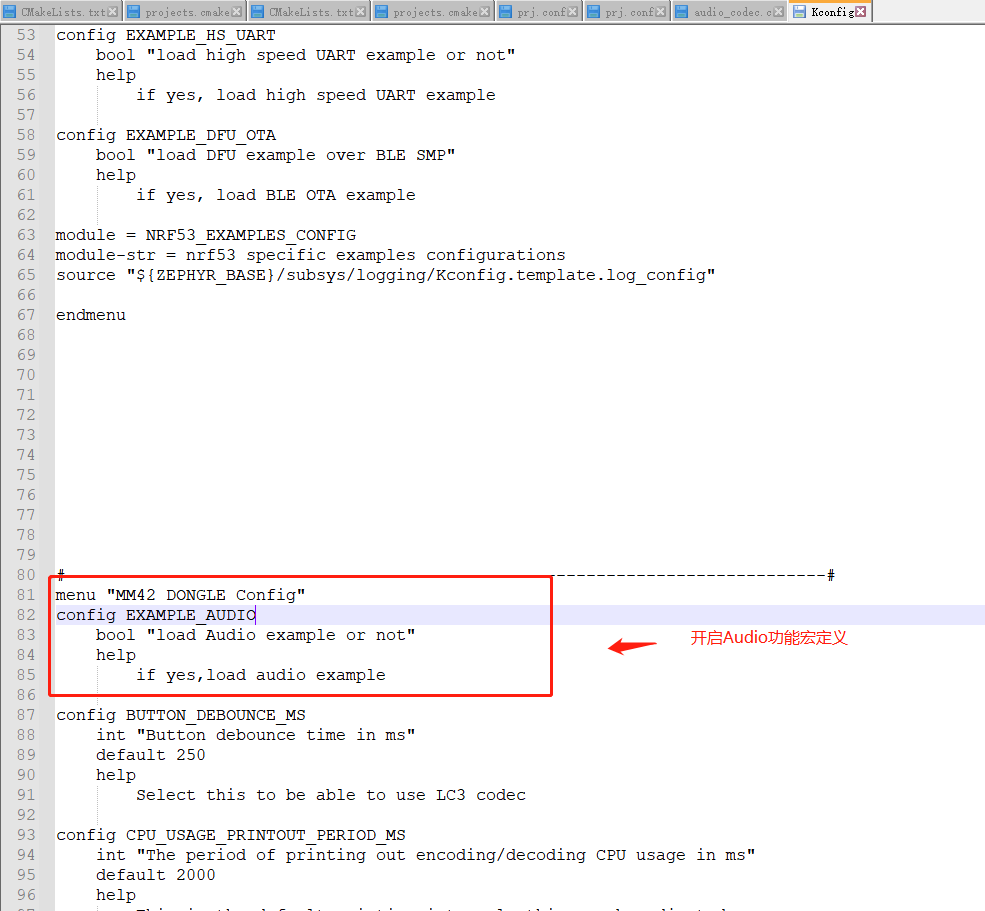 CMakeLists.txt projects.cmake CMakeLists.txt projects.cmake prj.conf prj.conf audio_codec.c Kconfig
53 config EXAMPLE_HS_UART
54 bool "load high speed UART example or not"
55 help
56 if yes, load high speed UART example
57
58 config EXAMPLE_DFU_OTA
59 bool "load DFU example over BLE SMP"
60 help
61 if yes, load BLE OTA example
62
63 module = NRF53_EXAMPLES_CONFIG
64 module-str = nrf53 specific examples configurations
65 source "${ZEPHYR_BASE}/subsys/logging/Kconfig.template.log_config"
66
67 endmenu
68
69
70
71
72
73
74
75
76
77
78
79
80 #----------------------------------------------------------------------------#
81 menu "MM42 DONGLE Config"
82 config EXAMPLE_AUDIO
83 bool "load Audio example or not"
开启Audio功能宏定义
84 help
85 if yes,load audio example
86
87 config BUTTON_DEBOUNCE_MS
88 int "Button debounce time in ms"
89 default 250
90 help
91 Select this to be able to use LC3 codec
92
93 config CPU_USAGE_PRINTOUT_PERIOD_MS
94 int "The period of printing out encoding/decoding CPU usage in ms"
95 default 2000
96 help